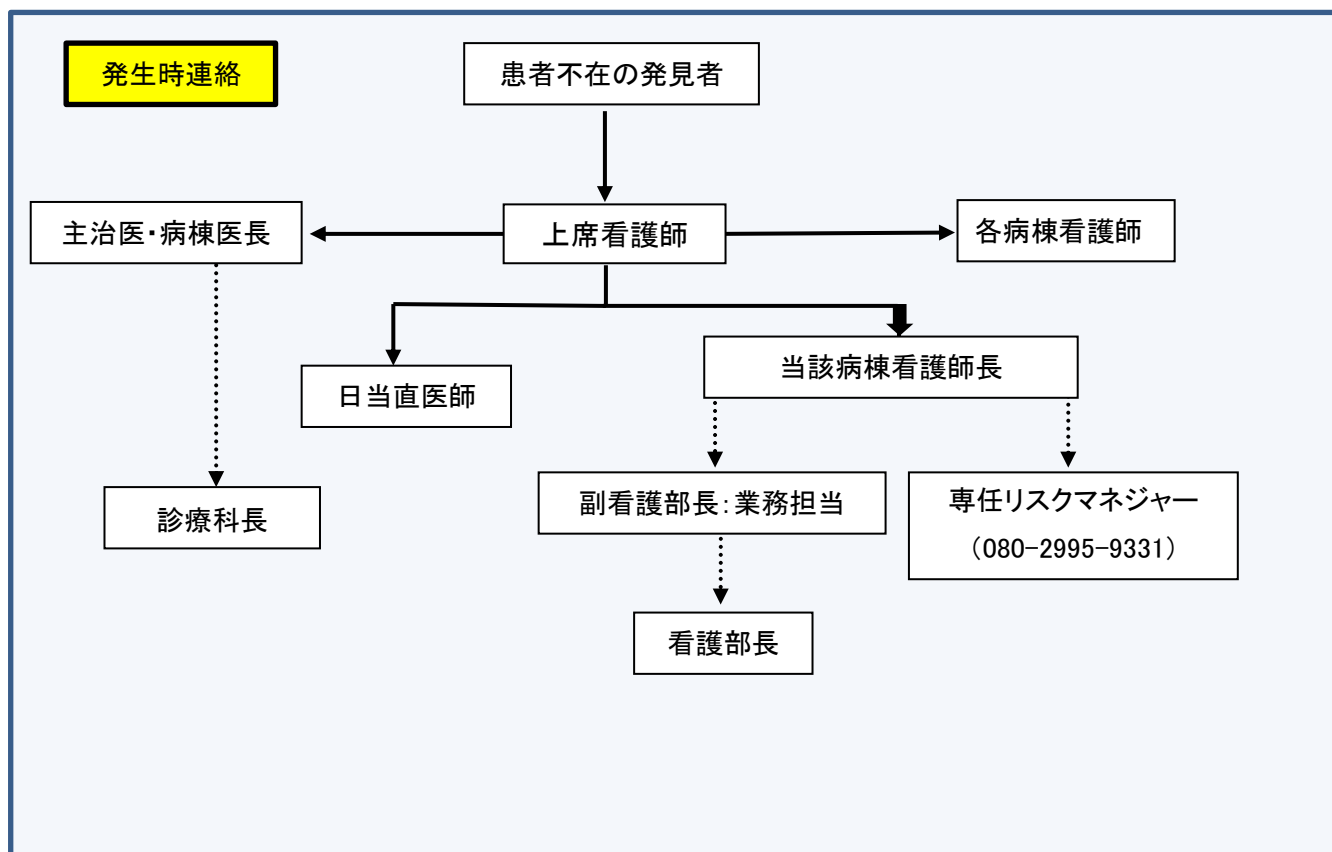 発生時連絡
患者不在の発見者
主治医・病棟医長
上席看護師
各病棟看護師
日当直医師
当該病棟看護師長
診療科長
副看護部長:業務担当
専任リスクマネジャー
(080-2995-9331)
看護部長